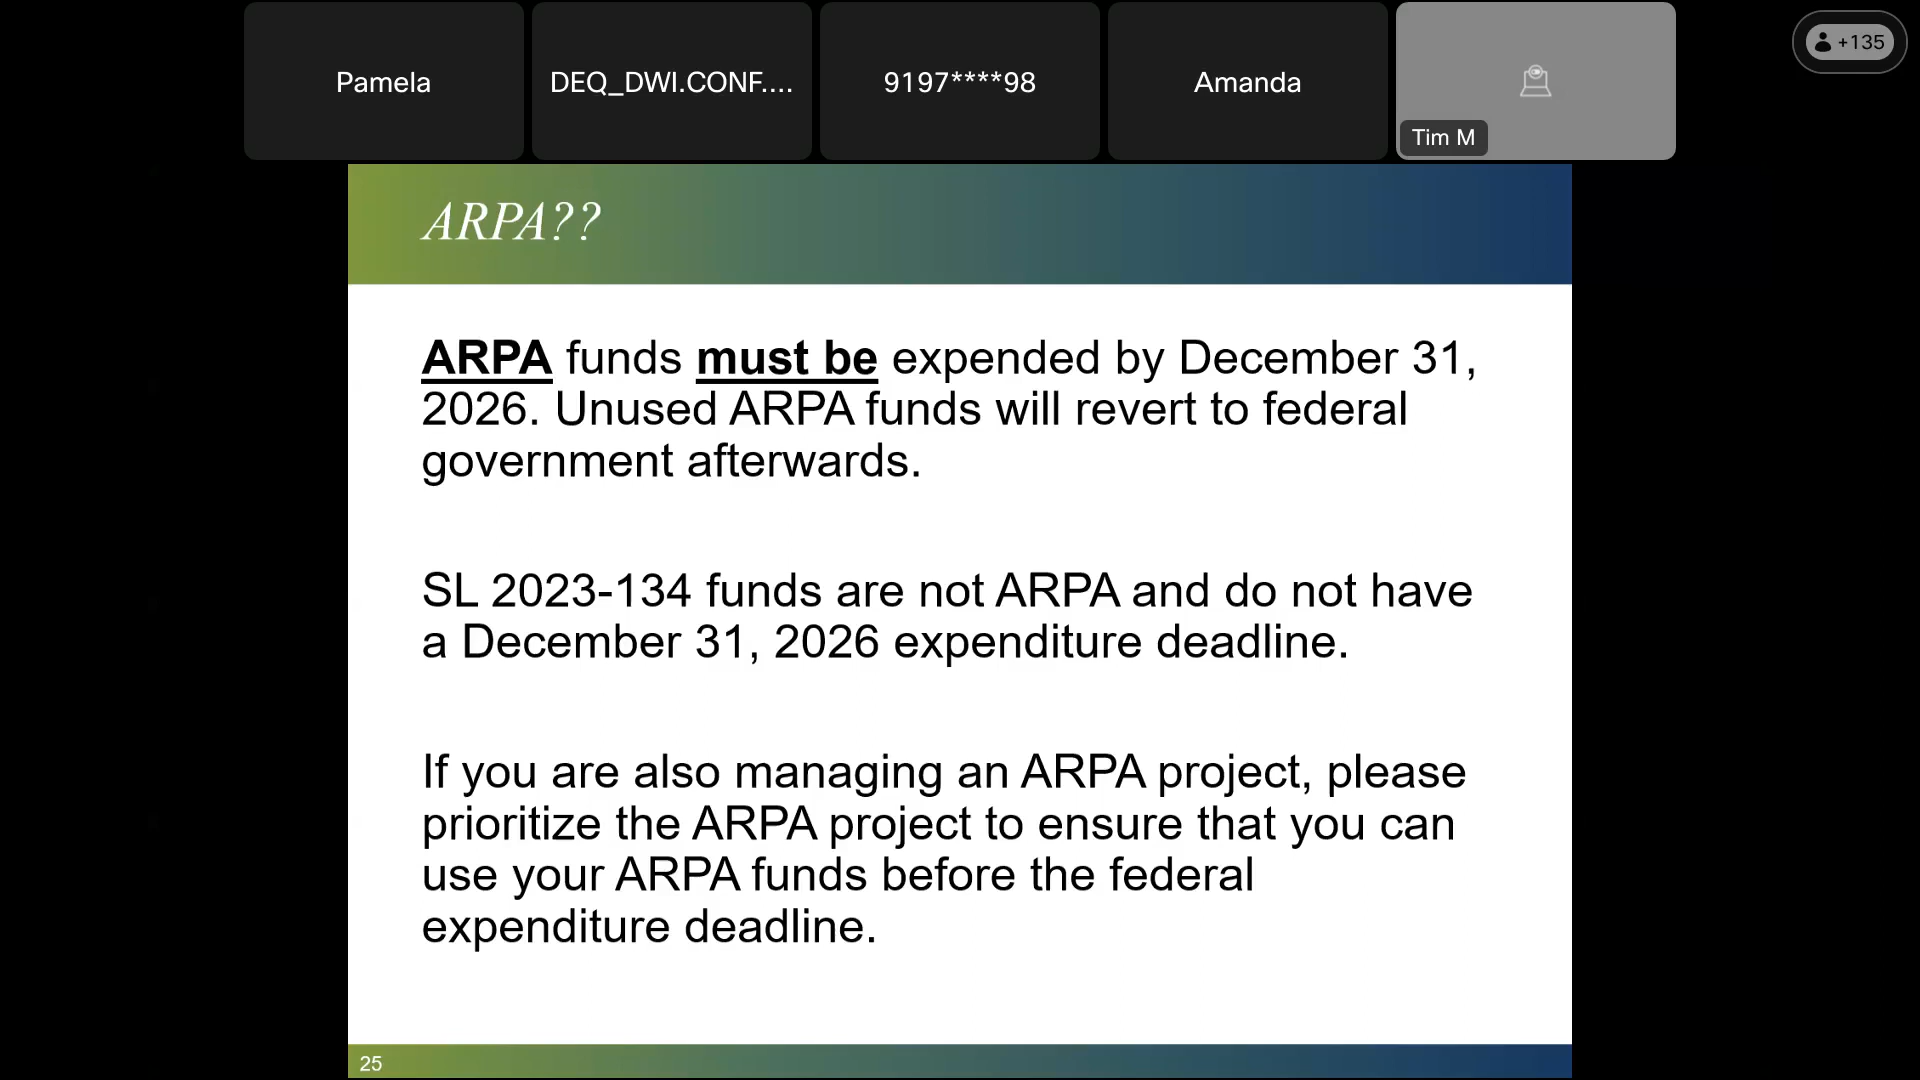 Pamela
DEQ_DWI.CONF....
9197****98
Amanda
Tim M
+135
ARPA??
ARPA funds must be expended by December 31,
2026. Unused ARPA funds will revert to federal
government afterwards.
SL 2023-134 funds are not ARPA and do not have
a December 31, 2026 expenditure deadline.
If you are also managing an ARPA project, please
prioritize the ARPA project to ensure that you can
use your ARPA funds before the federal
expenditure deadline.
25